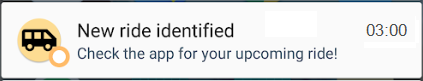 New ride identified 03:00
Check the app for your upcoming ride!